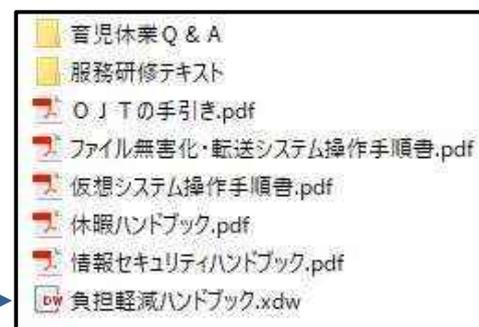 育児休業Q & A
服務研修テキスト
OJTの手引き.pdf
ファイル無害化・転送システム操作手順書.pdf
仮想システム操作手順書.pdf
休暇ハンドブック.pdf
情報セキュリティハンドブック.pdf
負担軽減ハンドブック.xdw